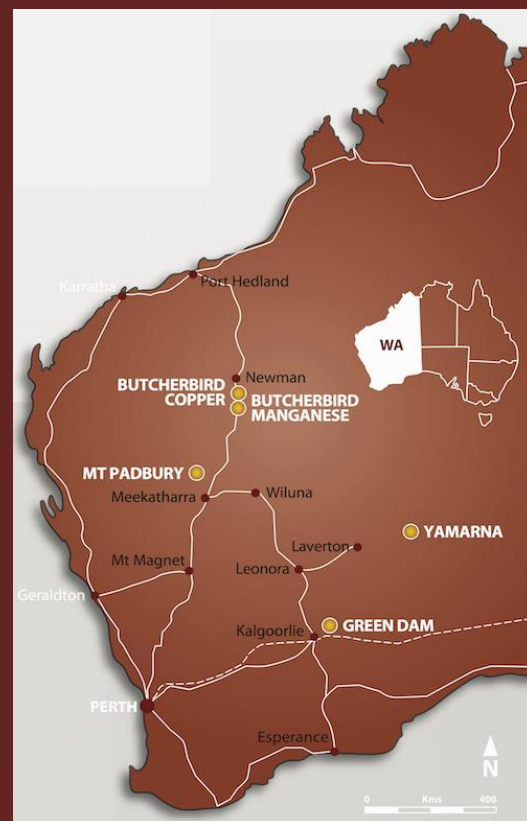 Karratha
Port Hedland
WA
Newman
BUTCHERBIRD
COPPER
BUTCHERBIRD
MANGANESE
MT PADBURY
Meekatharra
Wiluna
YAMARNA
Laverton
Mt Magnet
Leonora
Geraldton
GREEN DAM
Kalgoorlie
PERTH
Esperance
N
0 Kms 400